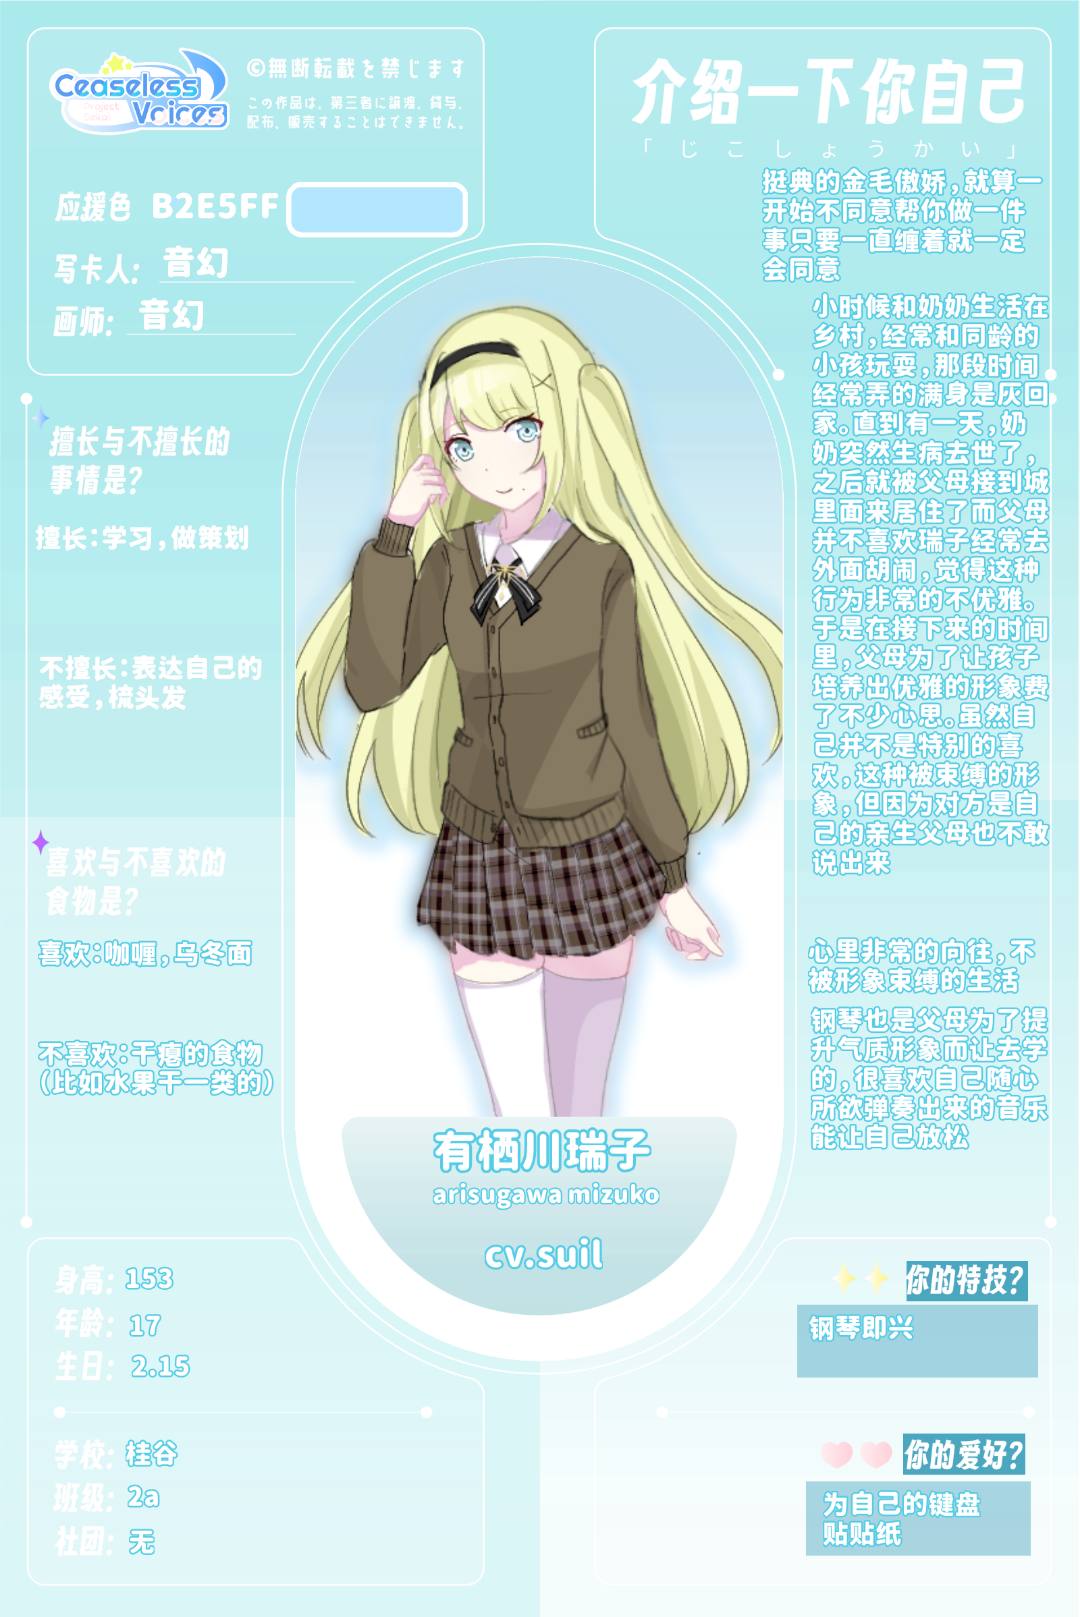 Ceaseless
Voices
Project
Sekai
©無断転載を禁じます
この作品は、第三者に譲渡、貸与、
配布、販売することはできません。
应援色 B2E5FF
写卡人： 音幻
画师： 音幻
擅长与不擅长的
事情是？
擅长：学习，做策划
不擅长：表达自己的
感受，梳头发
喜欢与不喜欢的
食物是？
喜欢：咖喱，乌冬面
不喜欢：干瘪的食物
（比如水果干一类的）
介绍一下你自己
「じこしょうかい」
挺典的金毛傲娇，就算一
开始不同意帮你做一件
事只要一直缠着就一定
会同意
小时候和奶奶生活在
乡村，经常和同龄的
小孩玩耍，那段时间
经常弄的满身是灰回
家。直到有一天，奶
奶突然生病去世了，
之后就被父母接到城
里面来居住了而父母
并不喜欢瑞子经常去
外面胡闹，觉得这种
行为非常的不优雅。
于是在接下来的时间
里，父母为了让孩子
培养出优雅的形象费
了不少心思。虽然自
己并不是特别的喜
欢，这种被束缚的形
象，但因为对方是自
己的亲生父母也不敢
说出来
心里非常的向往，不
被形象束缚的生活
钢琴也是父母为了提
升气质形象而让去学
的，很喜欢自己随心
所欲弹奏出来的音乐
能让自己放松
有栖川瑞子
arisugawa mizuko
cv.suil
身高： 153
年龄： 17
生日： 2.15
学校： 桂谷
班级： 2a
社团： 无
你的特技？
钢琴即兴
你的爱好？
为自己的键盘
贴贴纸